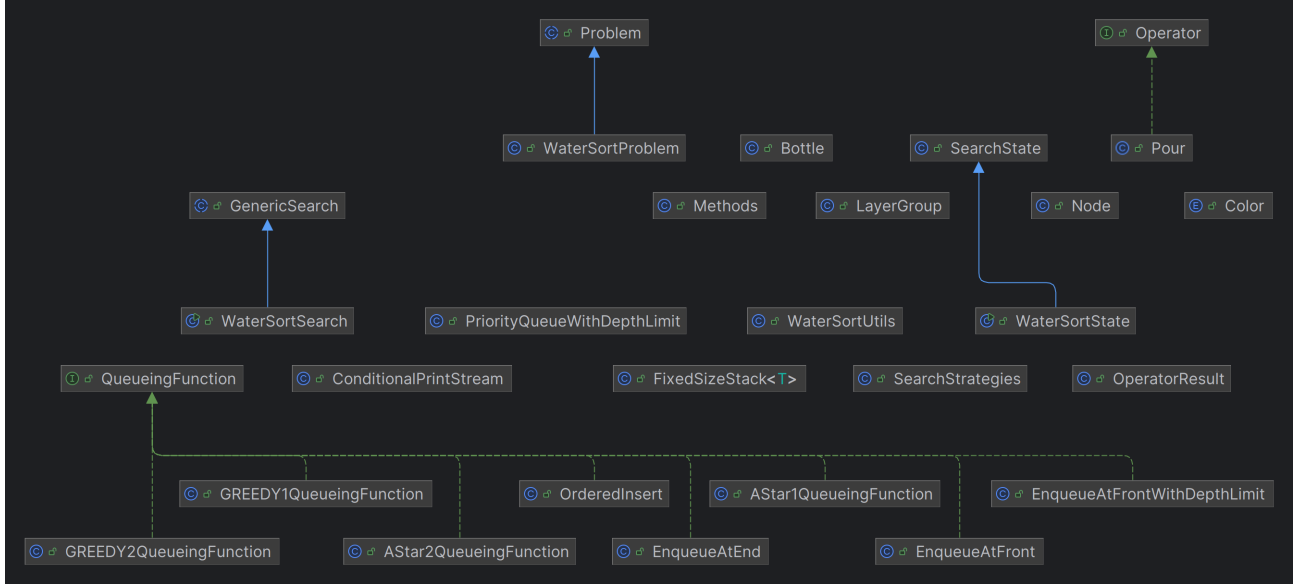 Problem
Operator
WaterSortProblem
Bottle
SearchState
Pour
GenericSearch
Methods
LayerGroup
Node
Color
WaterSortSearch
PriorityQueueWithDepthLimit
WaterSortUtils
WaterSortState
QueueingFunction
ConditionalPrintStream
FixedSizeStack<T>
SearchStrategies
OperatorResult
GREEDY1QueueingFunction
OrderedInsert
AStar1QueueingFunction
EnqueueAtFrontWithDepthLimit
GREEDY2QueueingFunction
AStar2QueueingFunction
EnqueueAtEnd
EnqueueAtFront